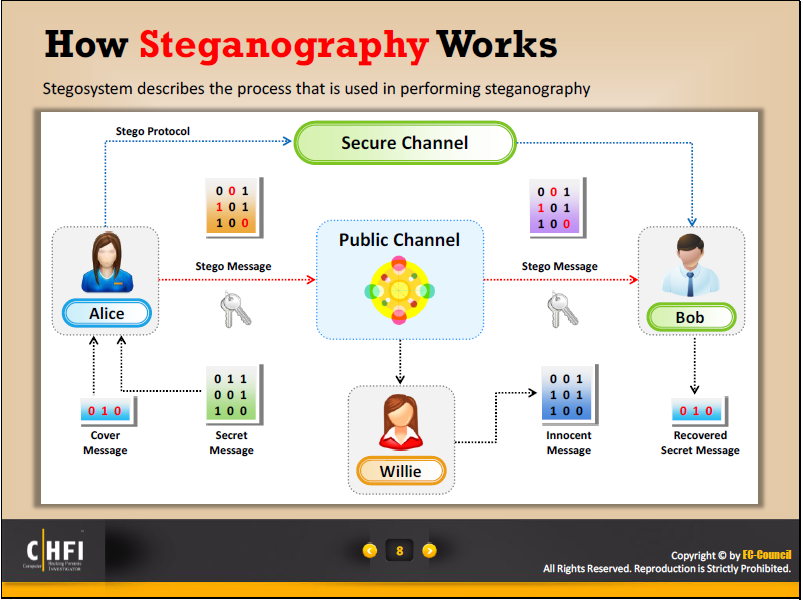 How Steganography Works
Stegosystem describes the process that is used in performing steganography
Stego Protocol
Secure Channel
0 0 1
1 0 1
1 0 0
0 0 1
1 0 1
1 0 0
Public Channel
Stego Message
Stego Message
Alice
Bob
0 1 0
Cover
Message
0 1 1
0 0 1
1 0 0
Secret
Message
Willie
0 0 1
1 0 1
1 0 0
Innocent
Message
0 1 0
Recovered
Secret Message
CHFI
Computer Hacking Forensic
INVESTIGATOR
8
Copyright © by EC-Council
All Rights Reserved. Reproduction is Strictly Prohibited.